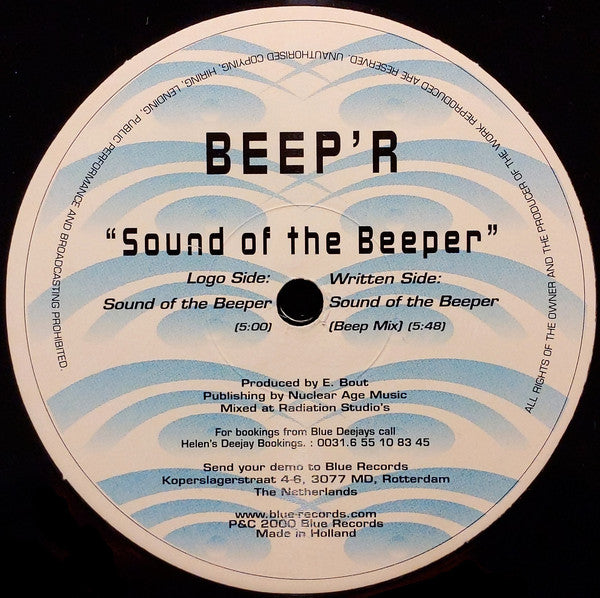 ALL RIGHTS OF THE OWNER AND THE PRODUCER OF THE WORK REPRODUCED ARE RESERVED. UNAUTHORISED COPYING, HIRING, LENDING, PUBLIC PERFORMANCE AND BROADCASTING PROHIBITED.
BEEP'R
"Sound of the Beeper"
Logo Side:
Sound of the Beeper
(5:00)
Written Side:
Sound of the Beeper
(Beep Mix) (5:48)
Produced by E. Bout
Publishing by Nuclear Age Music
Mixed at Radiation Studio's
For bookings from Blue Deejays call
Helen's Deejay Bookings. : 0031.6 55 10 83 45
Send your demo to Blue Records
Koperslagerstraat 4-6, 3077 MD, Rotterdam
The Netherlands
www.blue-records.com
P&C 2000 Blue Records
Made in Holland